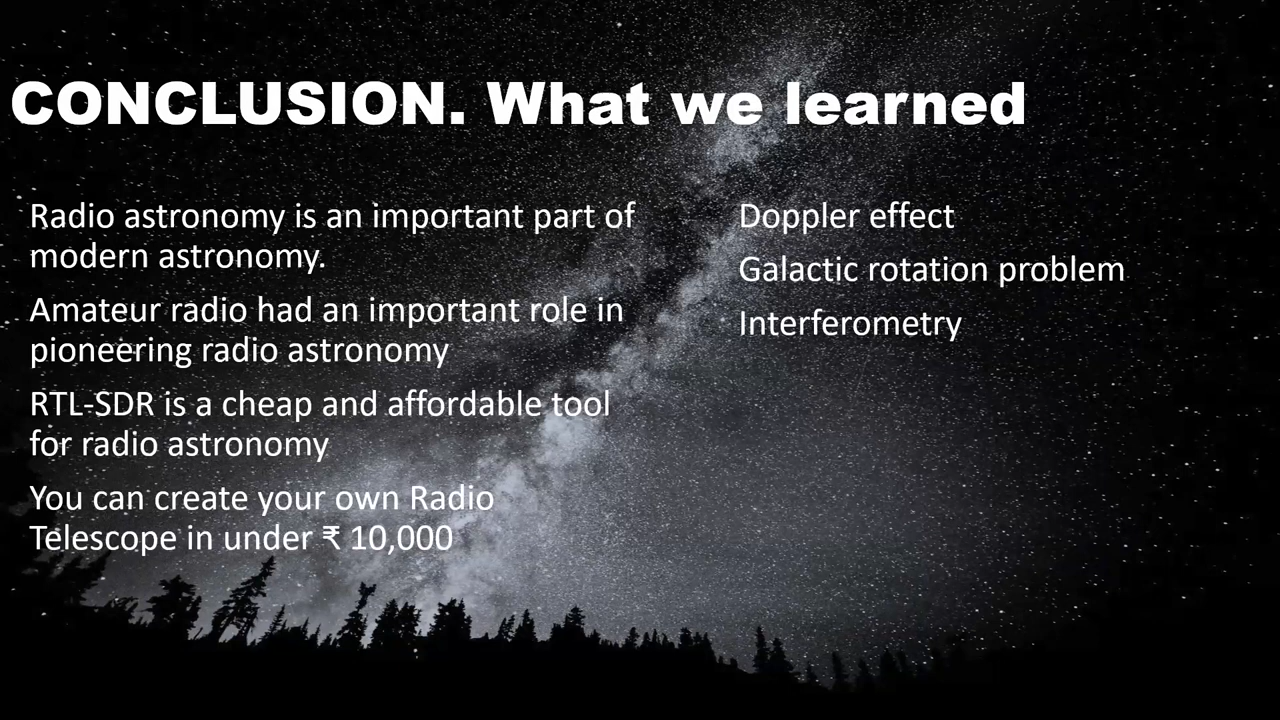 CONCLUSION. What we learned
Radio astronomy is an important part of
modern astronomy.
Amateur radio had an important role in
pioneering radio astronomy
RTL-SDR is a cheap and affordable tool
for radio astronomy
You can create your own Radio
Telescope in under ₹ 10,000
Doppler effect
Galactic rotation problem
Interferometry